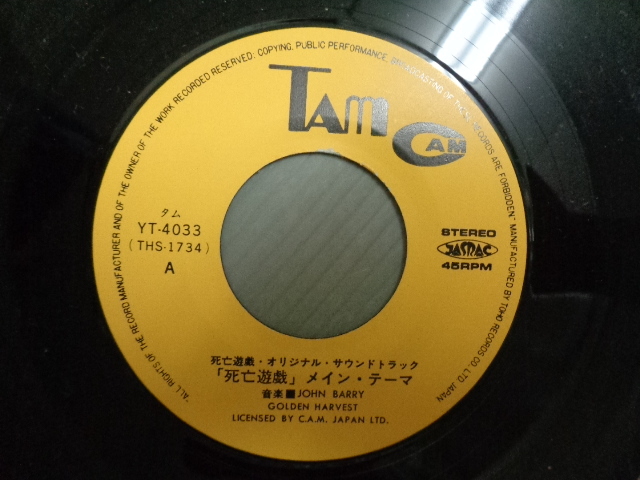 "ALL RIGHTS OF THE RECORD MANUFACTURER AND OF THE OWNER OF THE WORK RECORDED RESERVED. COPYING, PUBLIC PERFORMANCE, BROADCASTING OF THE RECORDS ARE FORBIDDEN" MANUFACTURED BY TOHO RECORDS CO. LTD. JAPAN
TAM
CAM
タム
YT-4033
(THS・1734)
A
STEREO
JASRAC
45RPM
死亡遊戯・オリジナル・サウンドトラック
「死亡遊戯」メイン・テーマ
音楽■JOHN BARRY
GOLDEN HARVEST
LICENSED BY C.A.M. JAPAN LTD.